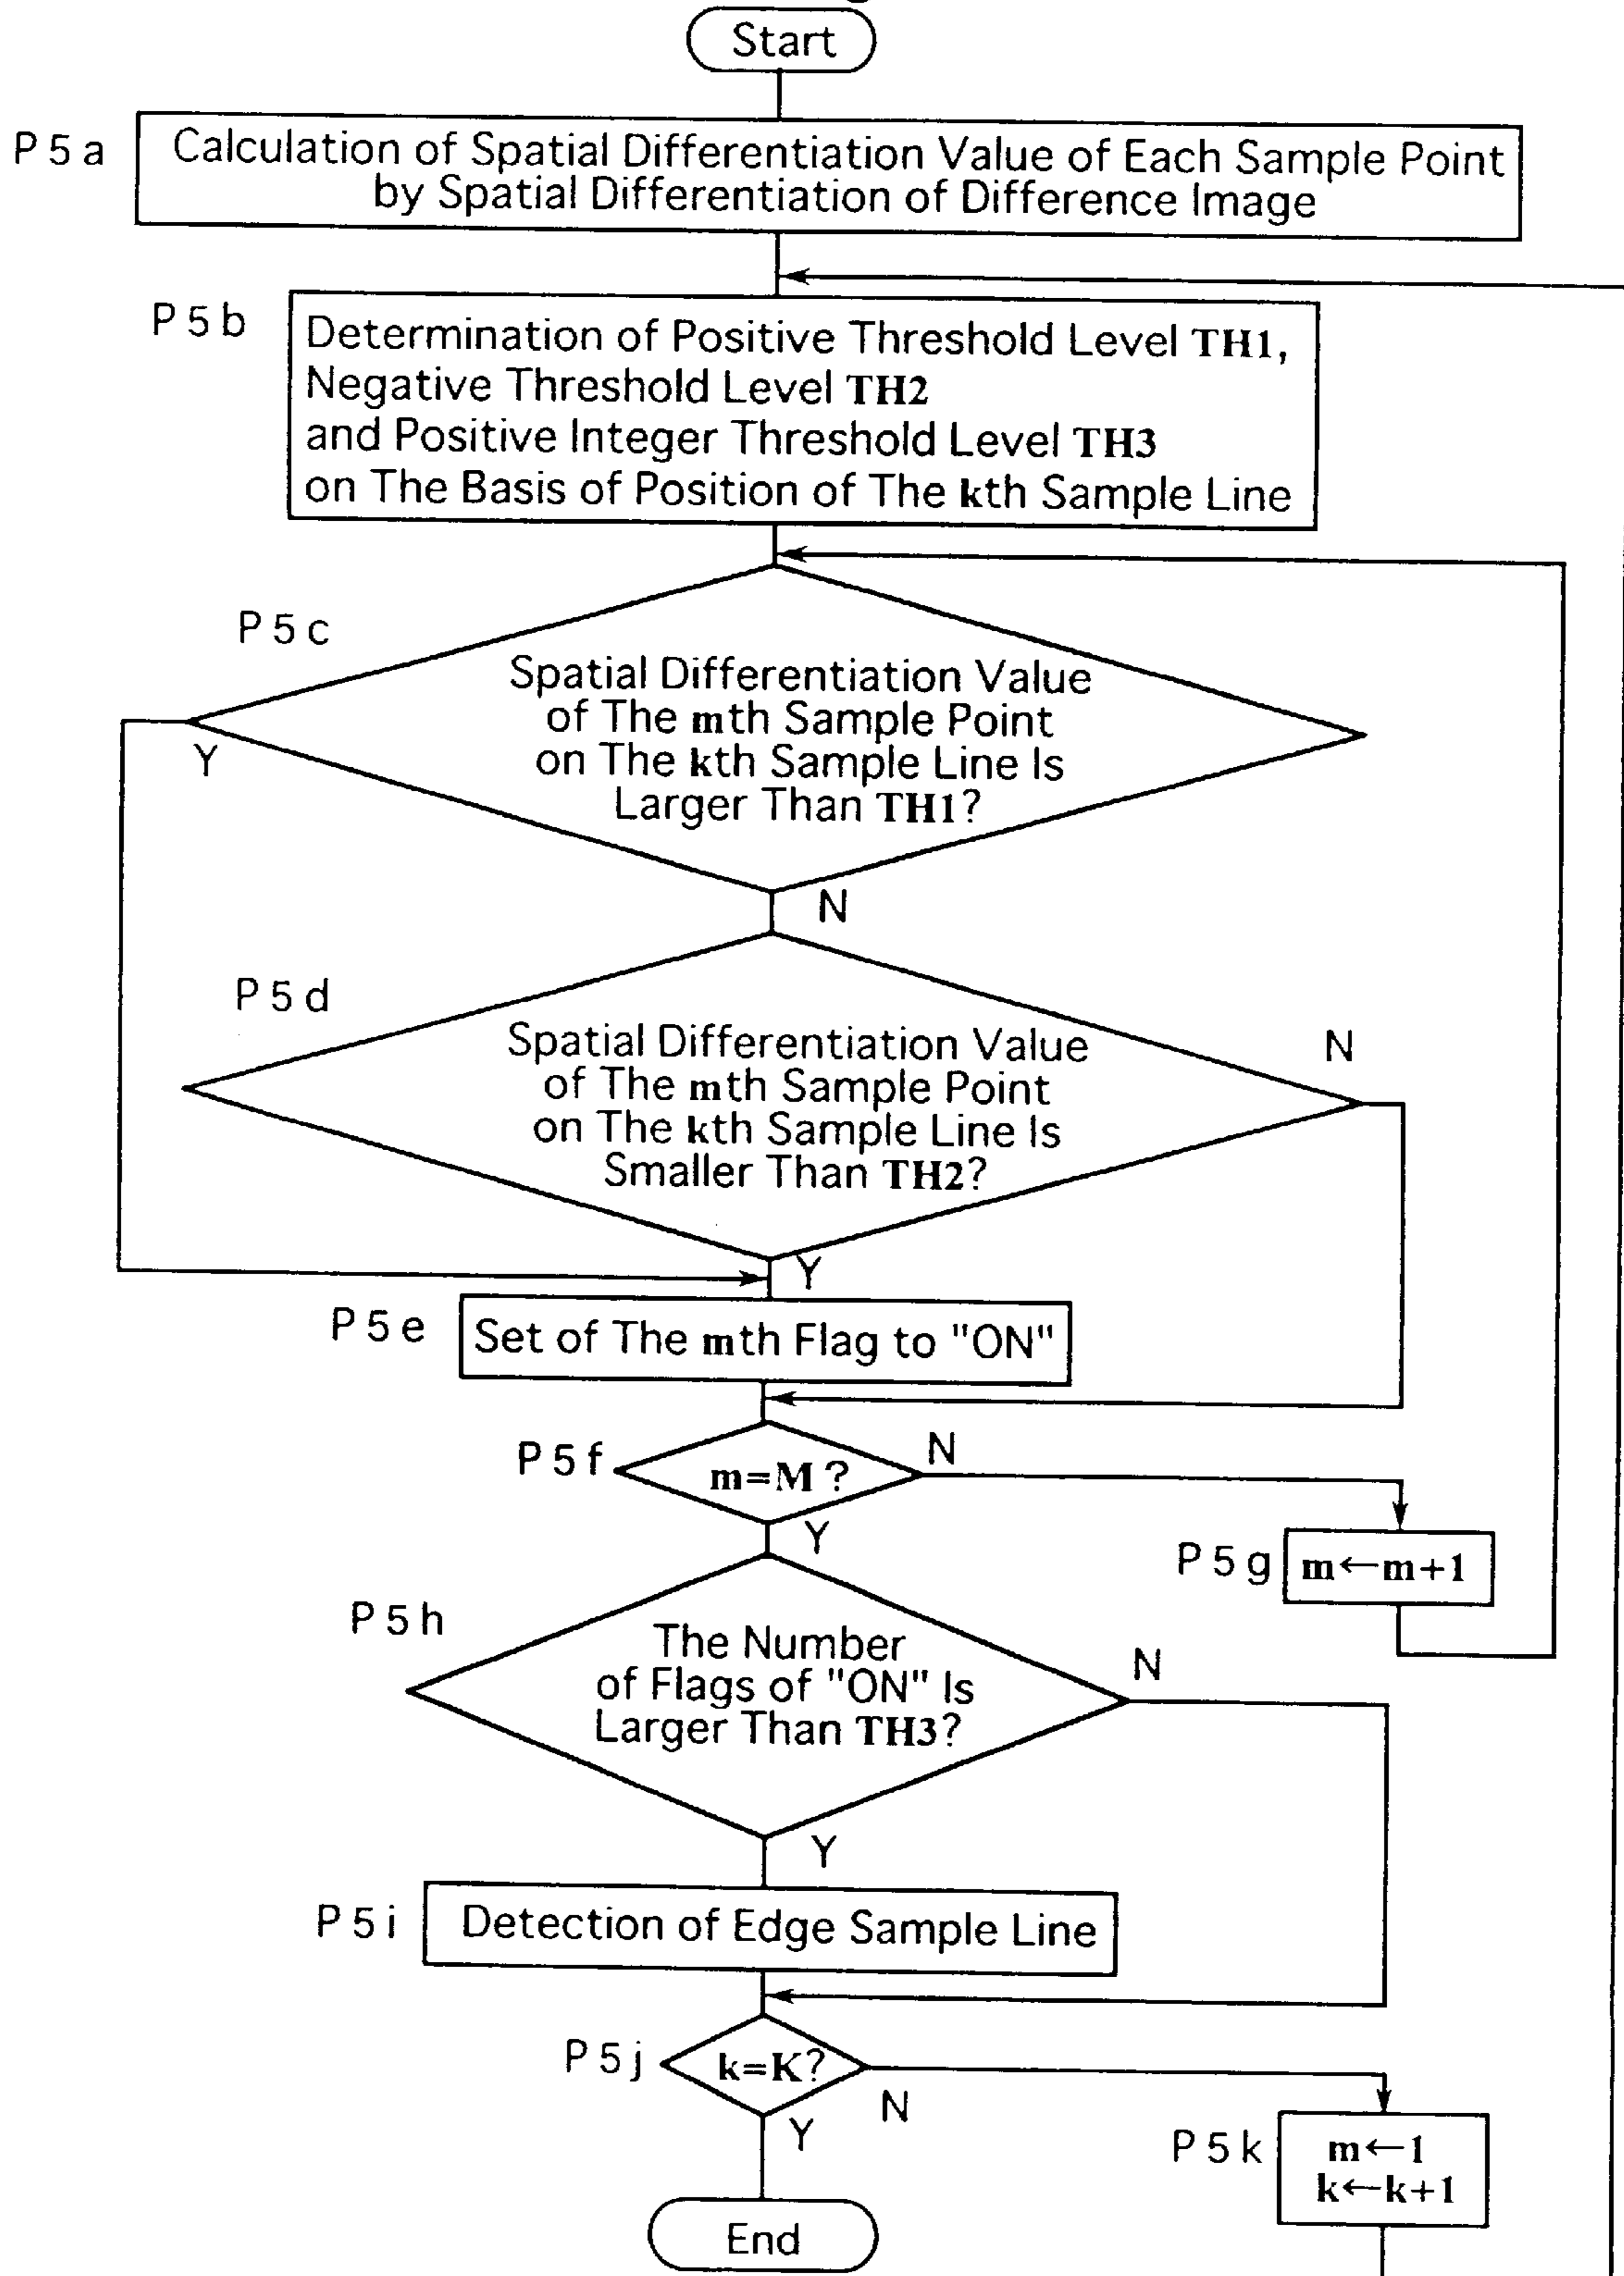 Start
P5a
Calculation of Spatial Differentiation Value of Each Sample Point
by Spatial Differentiation of Difference Image
P5b
Determination of Positive Threshold Level TH1,
Negative Threshold Level TH2
and Positive Integer Threshold Level TH3
on The Basis of Position of The kth Sample Line
P5c
Spatial Differentiation Value
of The mth Sample Point
on The kth Sample Line Is
Larger Than TH1?
Y
N
P5d
Spatial Differentiation Value
of The mth Sample Point
on The kth Sample Line Is
Smaller Than TH2?
N
Y
P5e
Set of The mth Flag to "ON"
P5f
m=M?
N
Y
P5g
m←m+1
P5h
The Number
of Flags of "ON" Is
Larger Than TH3?
N
Y
P5i
Detection of Edge Sample Line
P5j
k=K?
N
Y
P5k
m←1
k←k+1
End